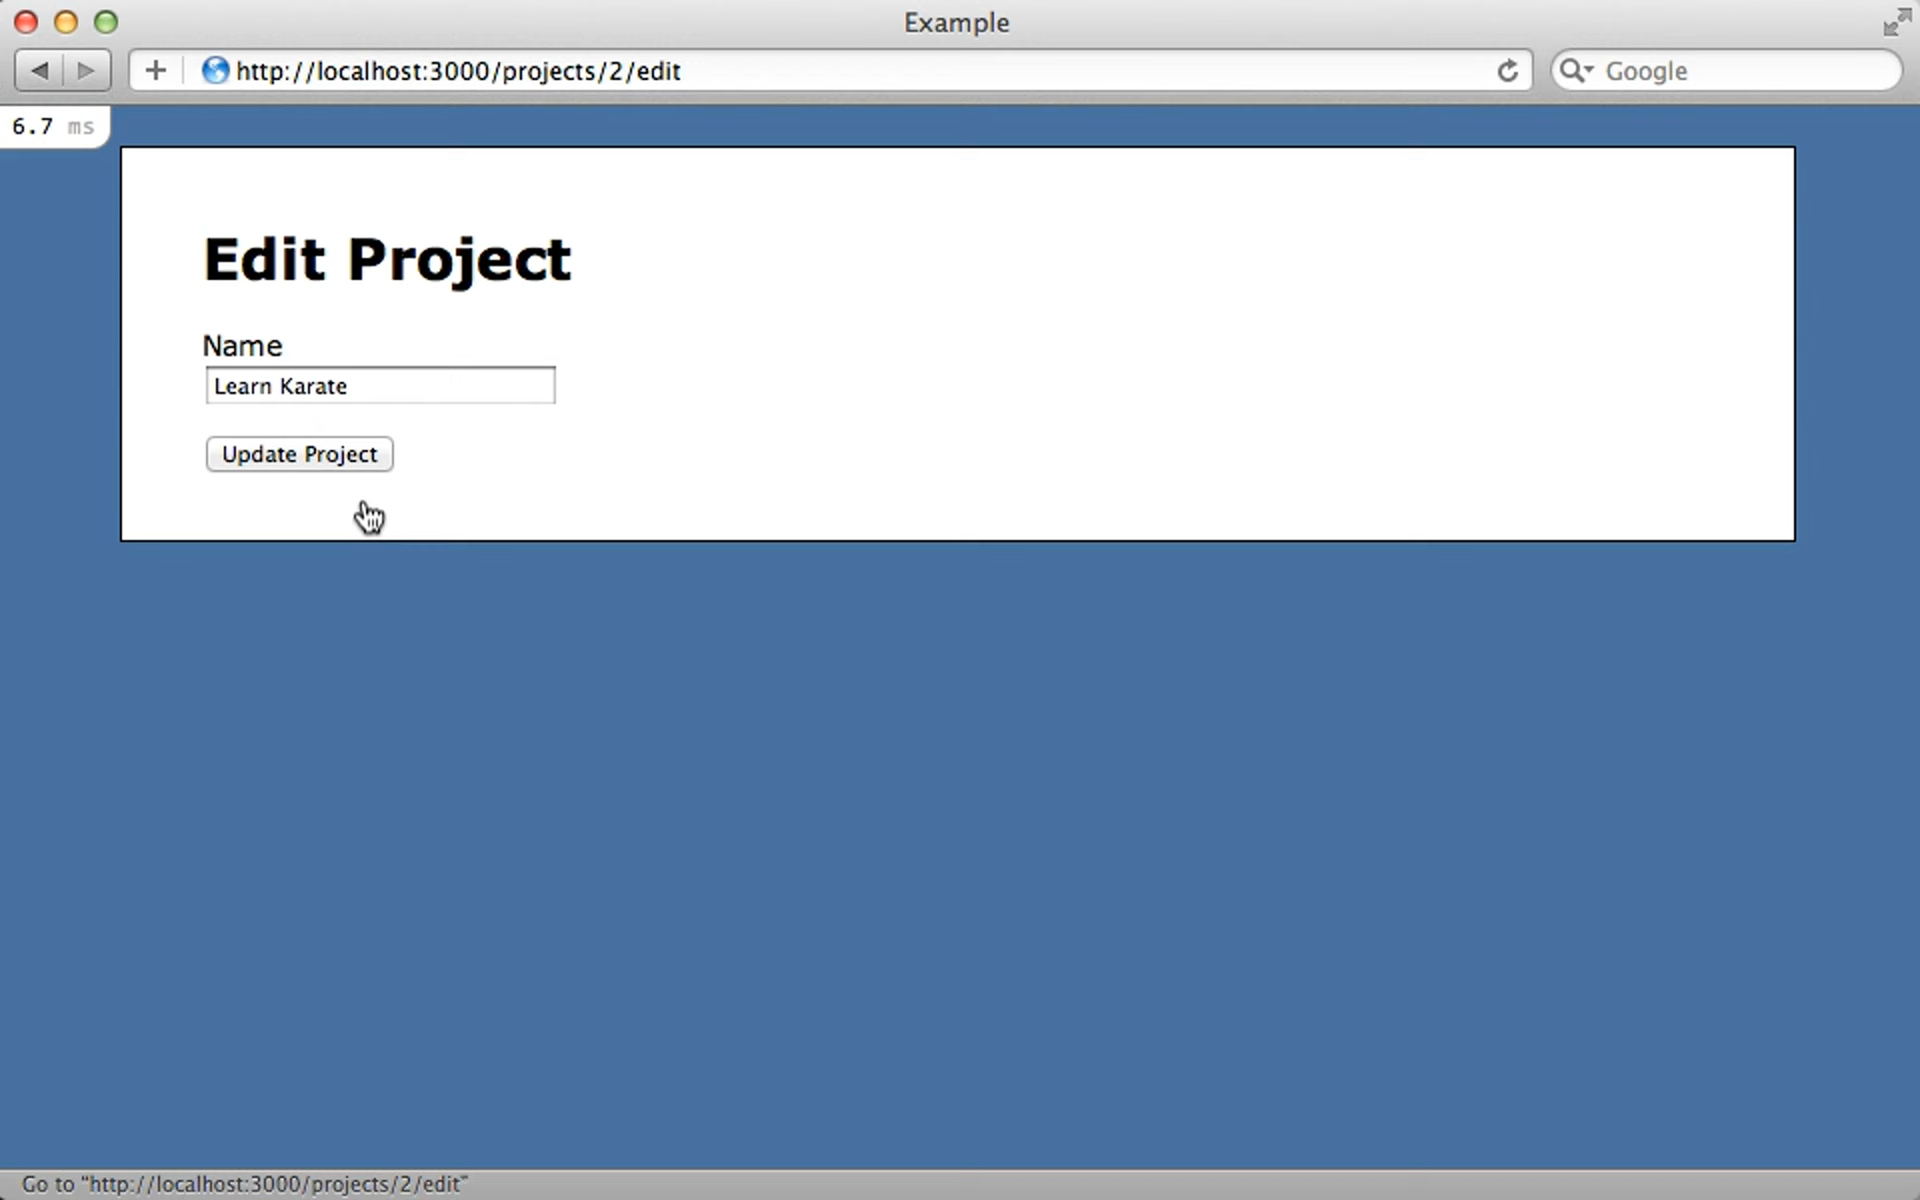 Example
http://localhost:3000/projects/2/edit
Google
6.7 ms
Edit Project
Name
Learn Karate
Update Project
Go to "http://localhost:3000/projects/2/edit"